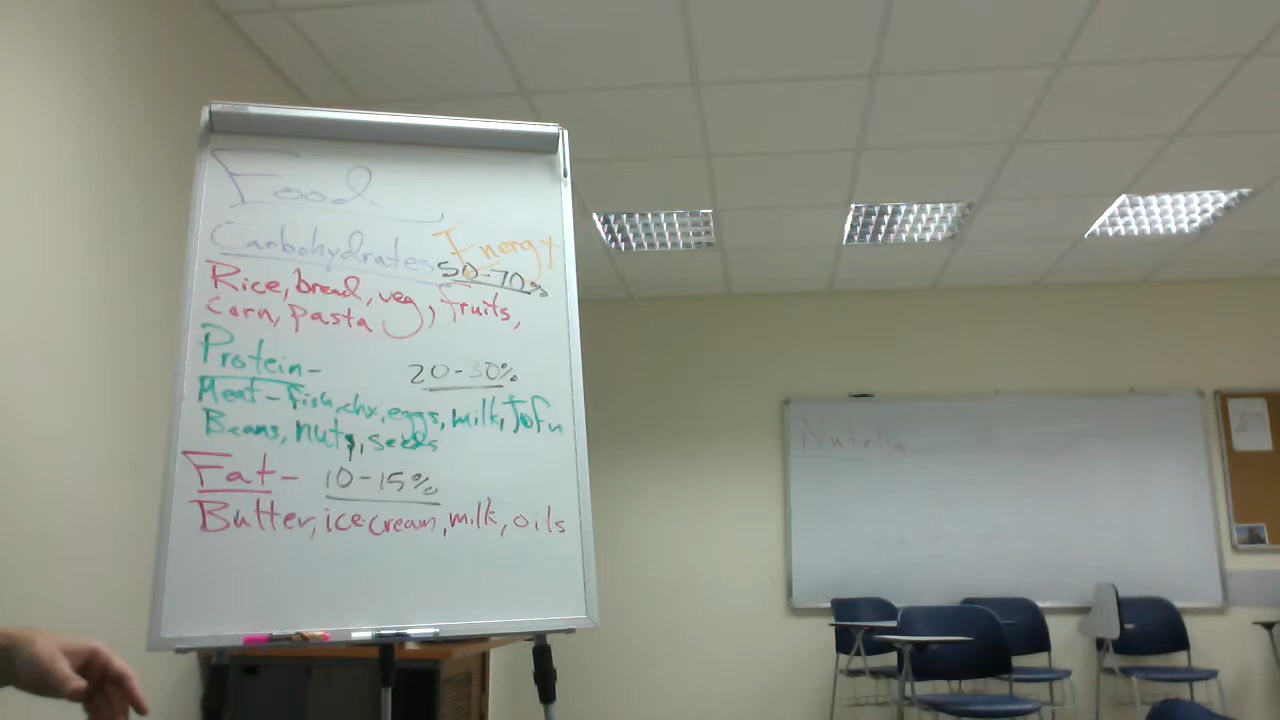 Food
Carbohydrates Energy
50-70%
Rice, bread, veg, fruits,
Corn, pasta
Protein-
20-30%
Meat-fish, chx, eggs, milk, Tofu
Beans, nuts, seeds
Fat- 10-15%
Butter, ice cream, milk, oils
Nutella